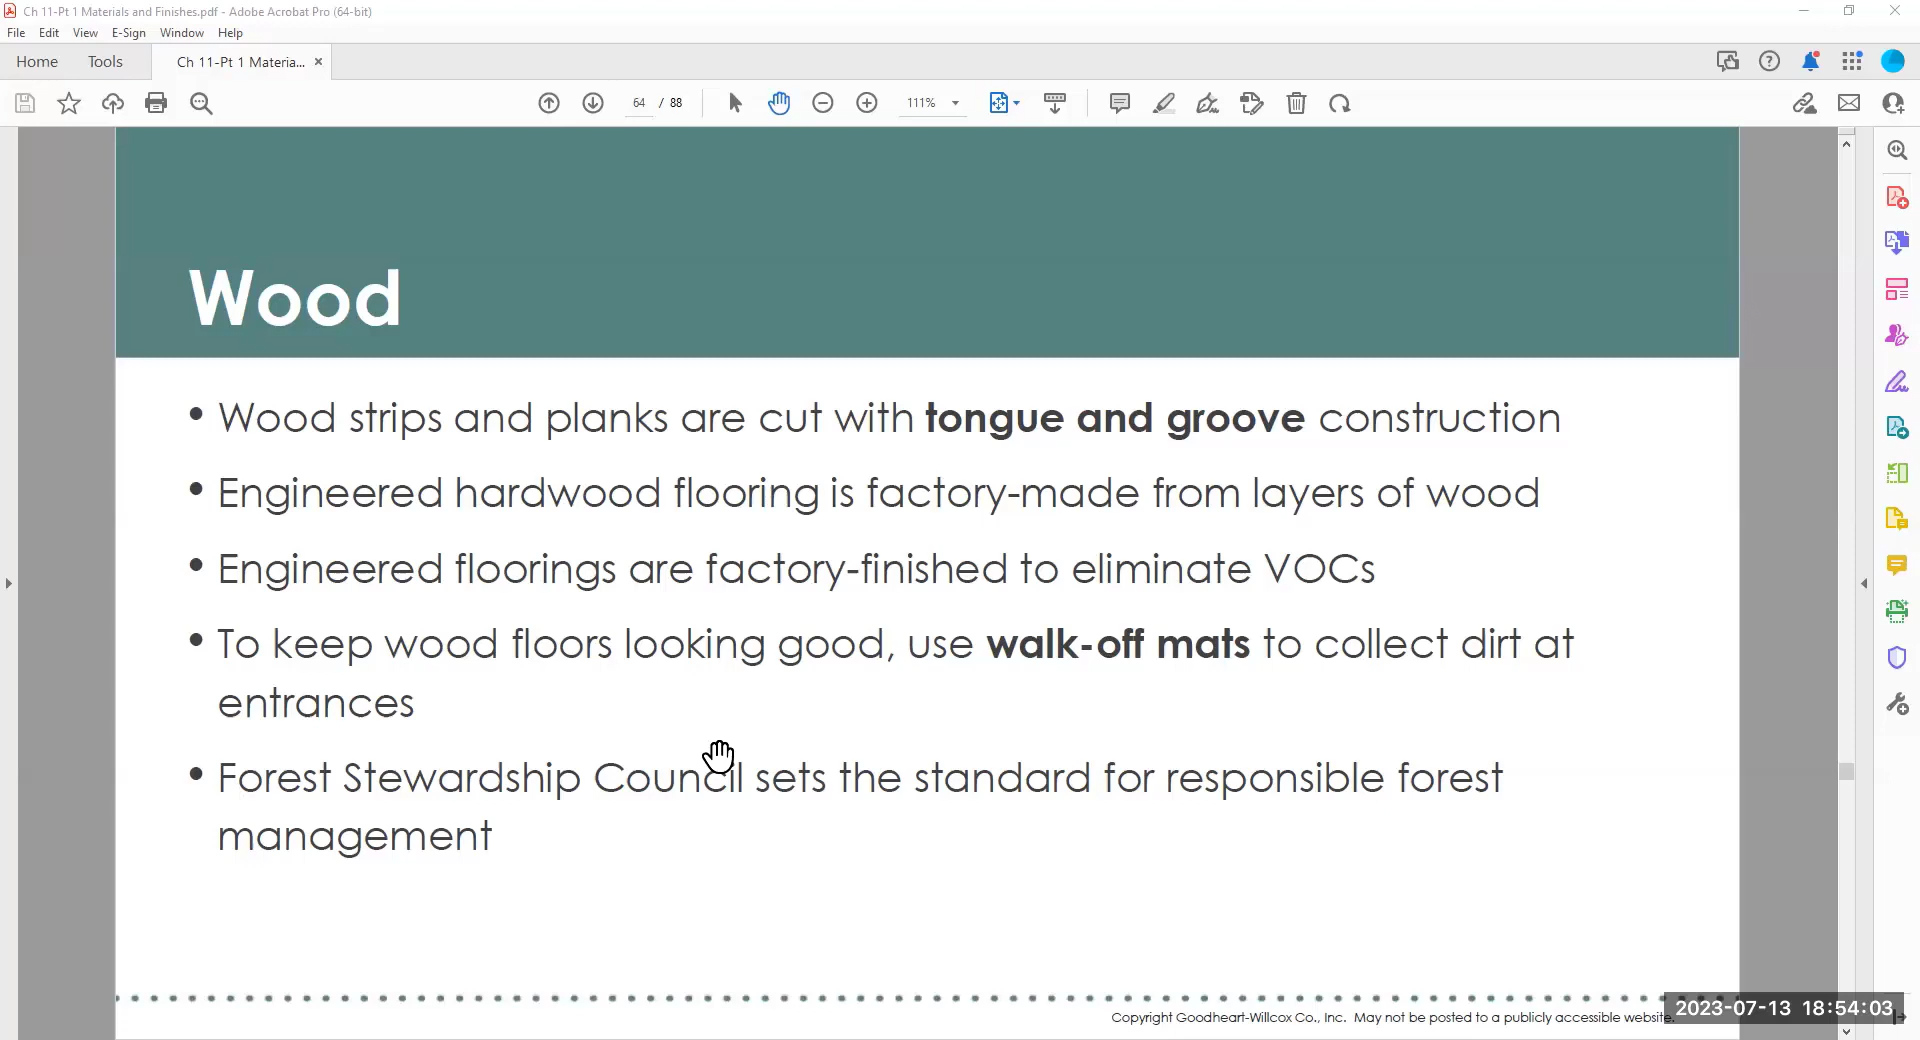 Ch 11-Pt 1 Materials and Finishes.pdf - Adobe Acrobat Pro (64-bit)
File Edit View E-Sign Window Help
Home Tools Ch 11-Pt 1 Materia... ×
64 / 88 111%
Wood
• Wood strips and planks are cut with tongue and groove construction
• Engineered hardwood flooring is factory-made from layers of wood
• Engineered floorings are factory-finished to eliminate VOCs
• To keep wood floors looking good, use walk-off mats to collect dirt at
entrances
• Forest Stewardship Council sets the standard for responsible forest
management
Copyright Goodheart-Willcox Co., Inc. May not be posted to a publicly accessible website.
2023-07-13 18:54:03